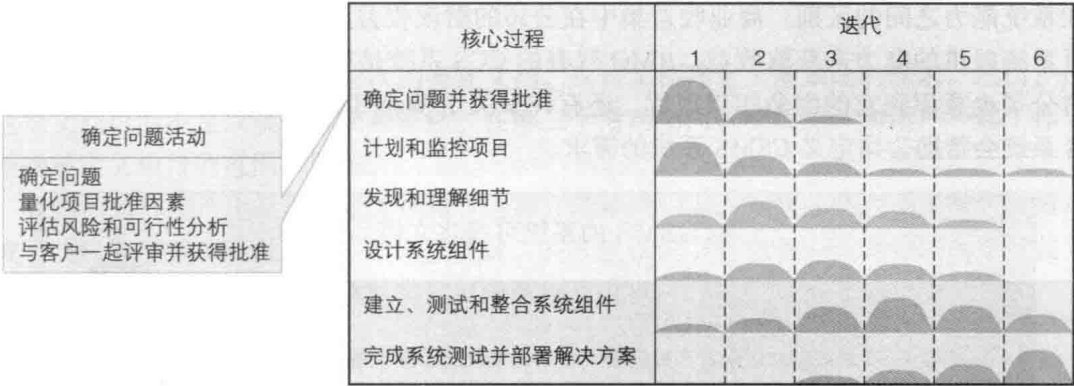 核心过程
迭代
1 2 3 4 5 6
确定问题并获得批准
计划和监控项目
发现和理解细节
设计系统组件
建立、测试和整合系统组件
完成系统测试并部署解决方案
确定问题活动
确定问题
量化项目批准因素
评估风险和可行性分析
与客户一起评审并获得批准